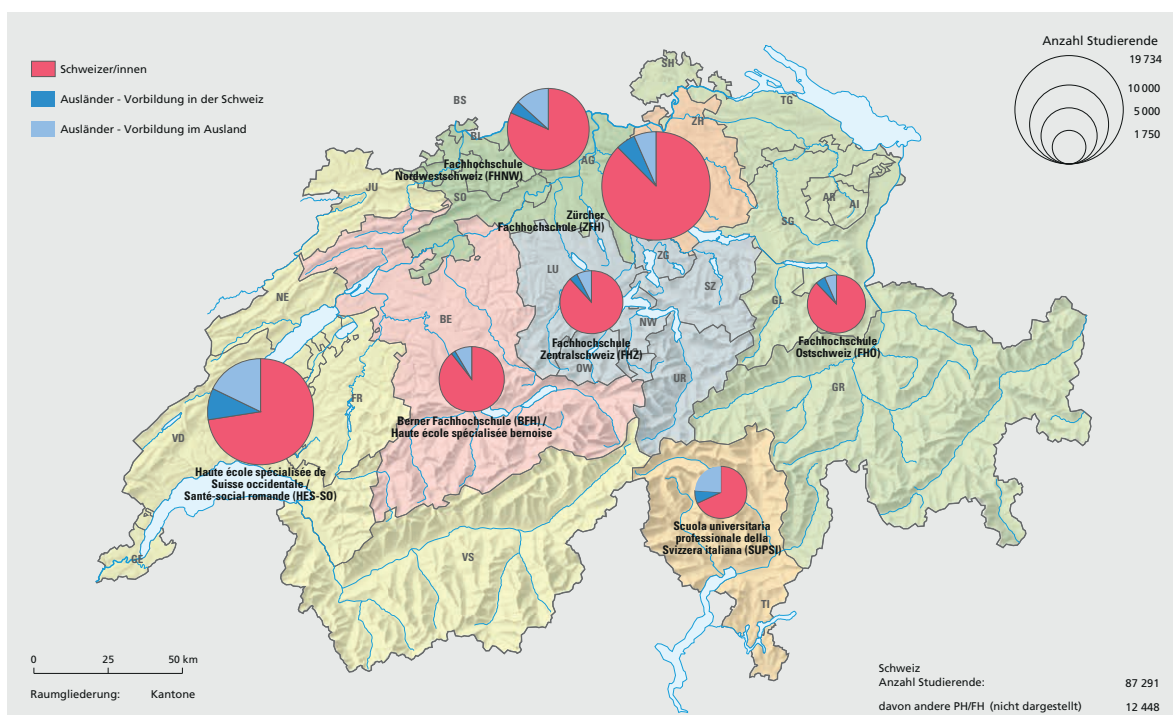 Schweizer/innen
Ausländer - Vorbildung in der Schweiz
Ausländer - Vorbildung im Ausland
Anzahl Studierende
19 734
10 000
5 000
1 750
SH
BS
TG
ZH
BL
AG
Fachhochschule
Nordwestschweiz (FHNW)
JU
SO
AR
AI
Zürcher
Fachhochschule (ZFH)
SG
ZG
LU
SZ
NE
GL
BE
NW
Fachhochschule
Zentralschweiz (FHZ)
Fachhochschule
Ostschweiz (FHO)
OW
UR
GR
FR
Berner Fachhochschule (BFH) /
Haute école spécialisée bernoise
VD
Haute école spécialisée de
Suisse occidentale /
Santé-social romande (HES-SO)
Scuola universitaria
professionale della
Svizzera italiana (SUPSI)
GE
VS
TI
0 25 50 km
Raumgliederung: Kantone
Schweiz
Anzahl Studierende: 87 291
davon andere PH/FH (nicht dargestellt) 12 448